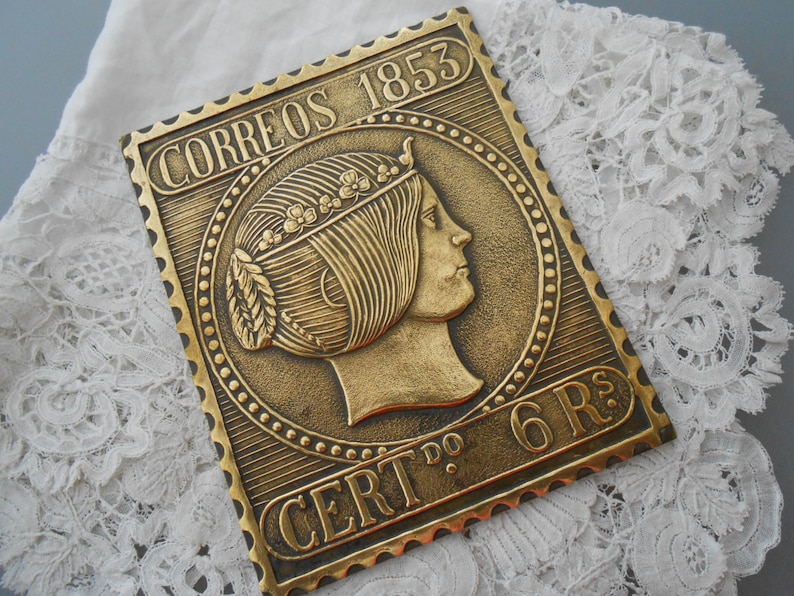 CORREOS 1853
CERTDO 6 Rs.